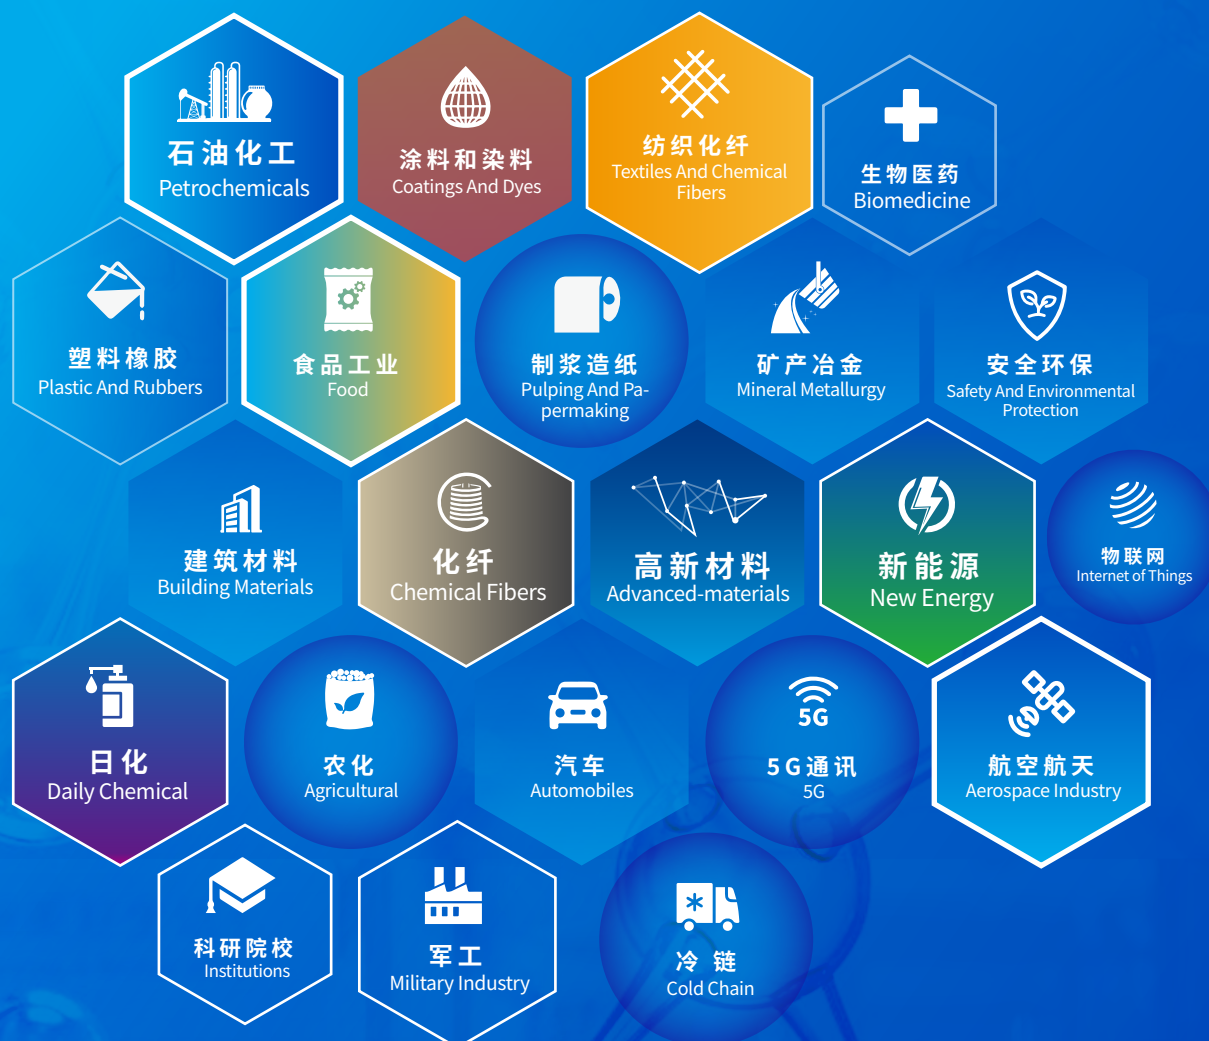 石油化工
Petrochemicals
涂料和染料
Coatings And Dyes
纺织化纤
Textiles And Chemical
Fibers
生物医药
Biomedicine
塑料橡胶
Plastic And Rubbers
食品工业
Food
制浆造纸
Pulping And Pa-
permaking
矿产冶金
Mineral Metallurgy
安全环保
Safety And Environmental
Protection
建筑材料
Building Materials
化纤
Chemical Fibers
高新材料
Advanced-materials
新能源
New Energy
物联网
Internet of Things
日化
Daily Chemical
农化
Agricultural
汽车
Automobiles
5G
5G通讯
5G
航空航天
Aerospace Industry
科研院校
Institutions
军工
Military Industry
冷 链
Cold Chain